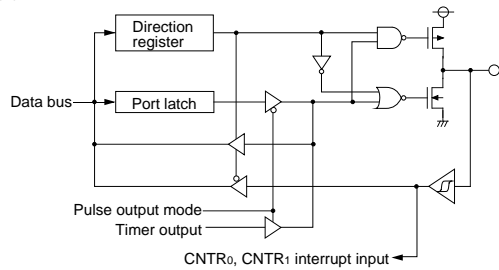 Direction
register
Data bus
Port latch
Pulse output mode
Timer output
CNTR0, CNTR1 interrupt input